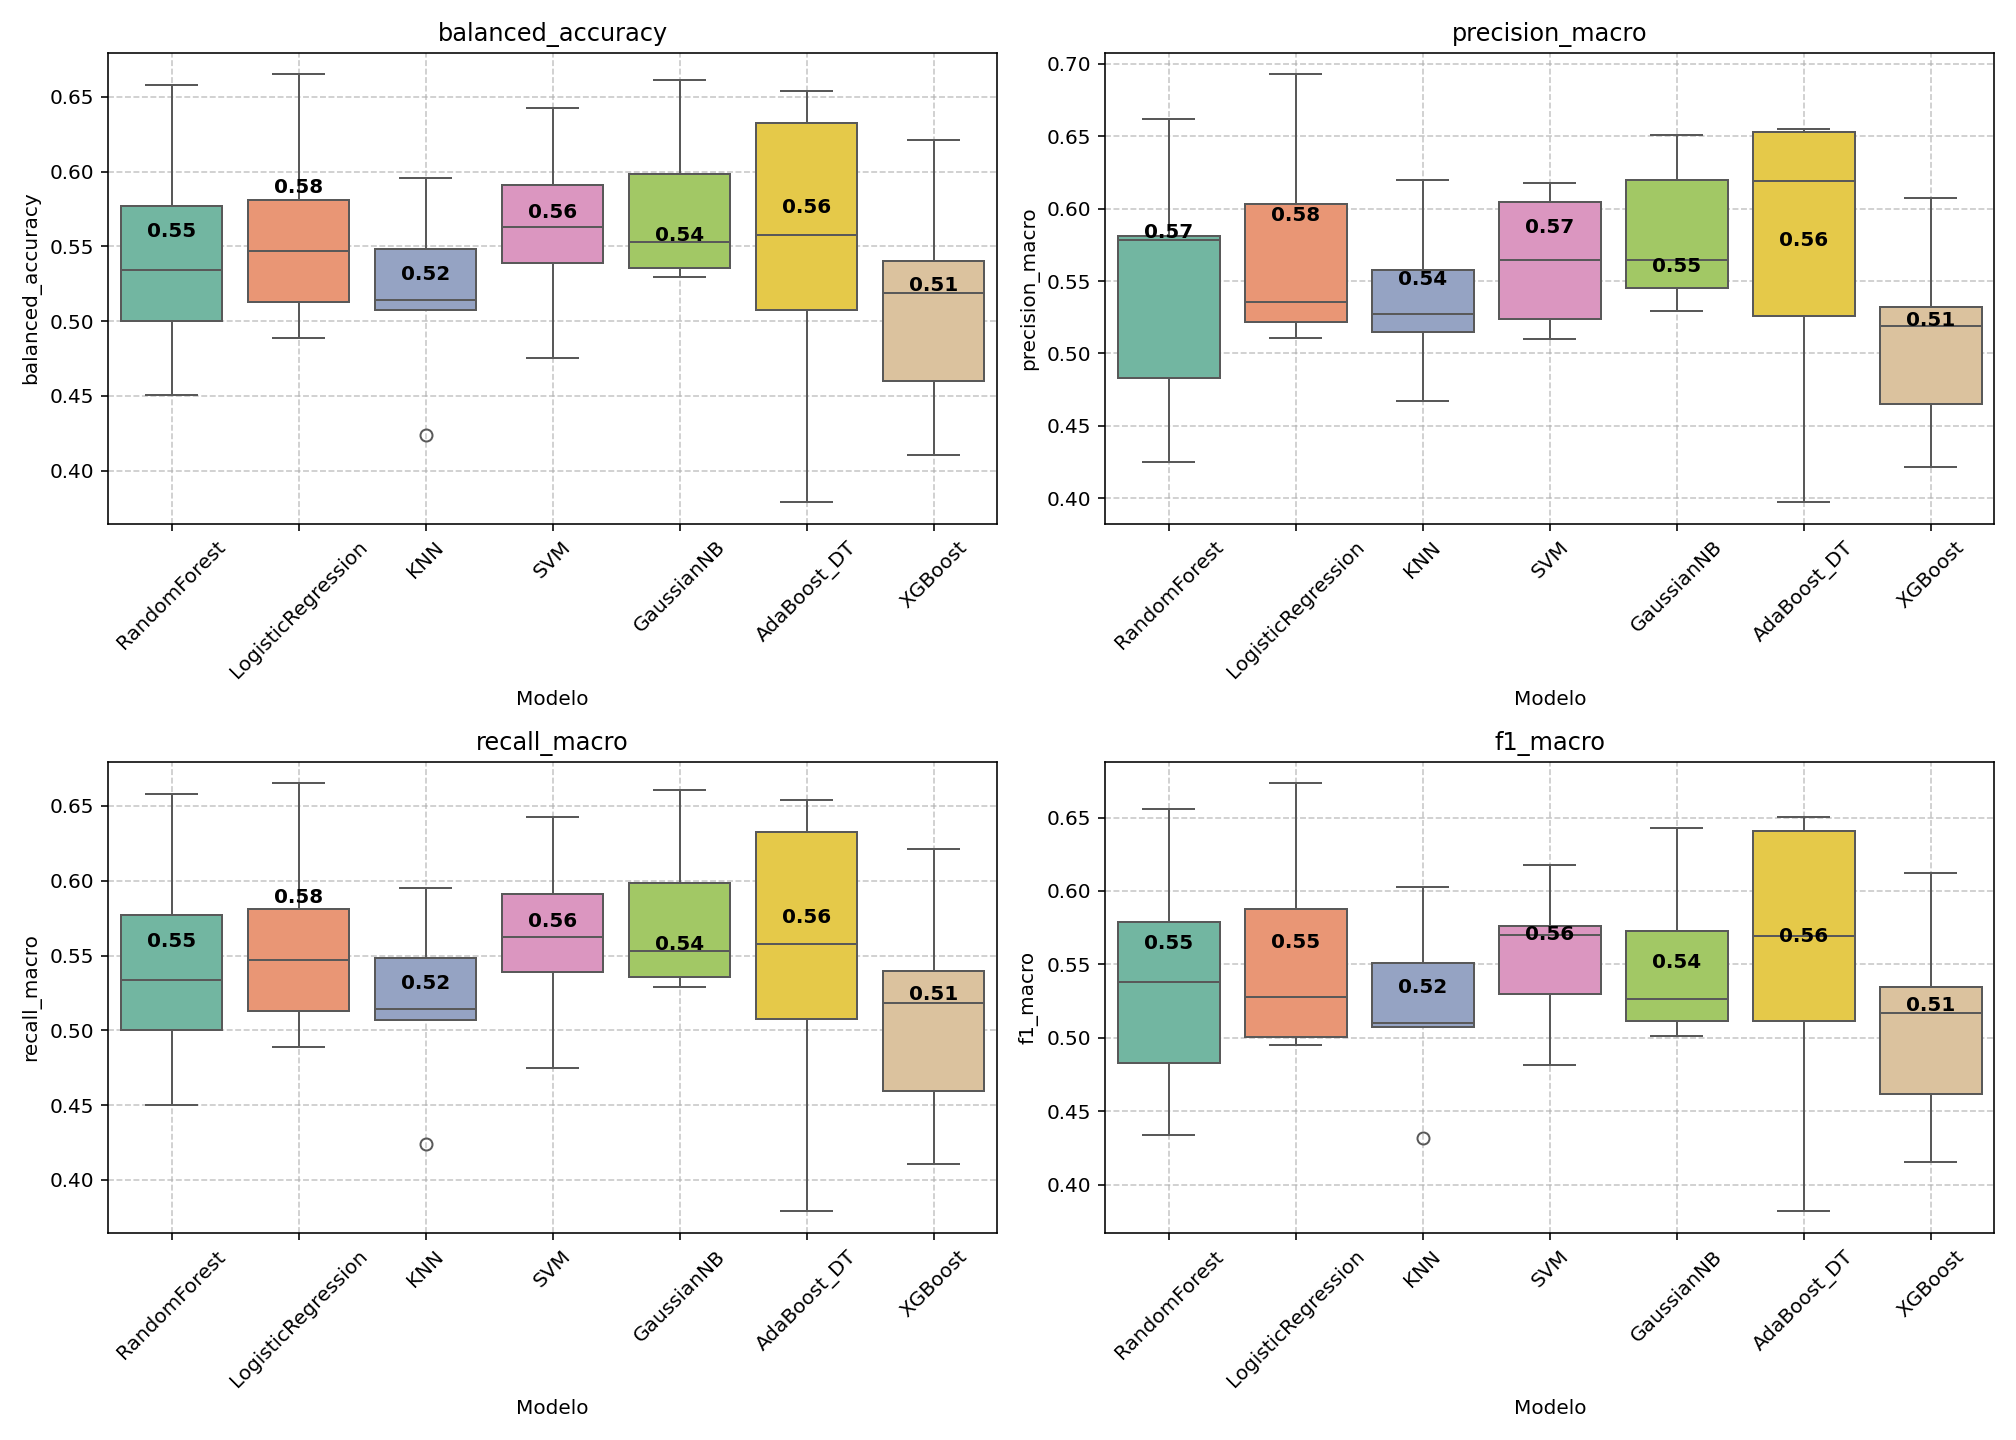 balanced_accuracy
balanced_accuracy
0.65
0.60
0.55
0.50
0.45
0.40
0.55
0.58
0.52
0.56
0.54
0.56
0.51
RandomForest
LogisticRegression
KNN
SVM
GaussianNB
AdaBoost_DT
XGBoost
Modelo
precision_macro
precision_macro
0.70
0.65
0.60
0.55
0.50
0.45
0.40
0.57
0.58
0.54
0.57
0.55
0.56
0.51
RandomForest
LogisticRegression
KNN
SVM
GaussianNB
AdaBoost_DT
XGBoost
Modelo
recall_macro
recall_macro
0.65
0.60
0.55
0.50
0.45
0.40
0.55
0.58
0.52
0.56
0.54
0.56
0.51
RandomForest
LogisticRegression
KNN
SVM
GaussianNB
AdaBoost_DT
XGBoost
Modelo
f1_macro
f1_macro
0.65
0.60
0.55
0.50
0.45
0.40
0.55
0.55
0.52
0.56
0.54
0.56
0.51
RandomForest
LogisticRegression
KNN
SVM
GaussianNB
AdaBoost_DT
XGBoost
Modelo